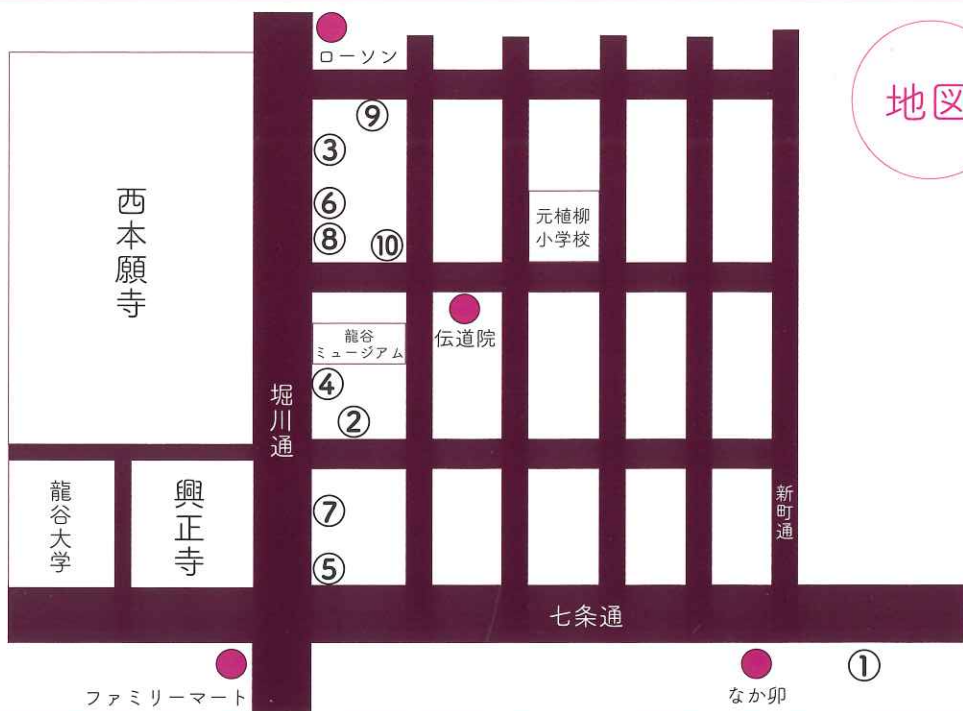 ローソン
地図
⑨
③
⑥
⑧
⑩
西本願寺
元植柳
小学校
龍谷
ミュージアム
伝道院
④
②
堀川通
龍谷大学
興正寺
⑦
⑤
新町通
七条通
ファミリーマート
なか卯
①